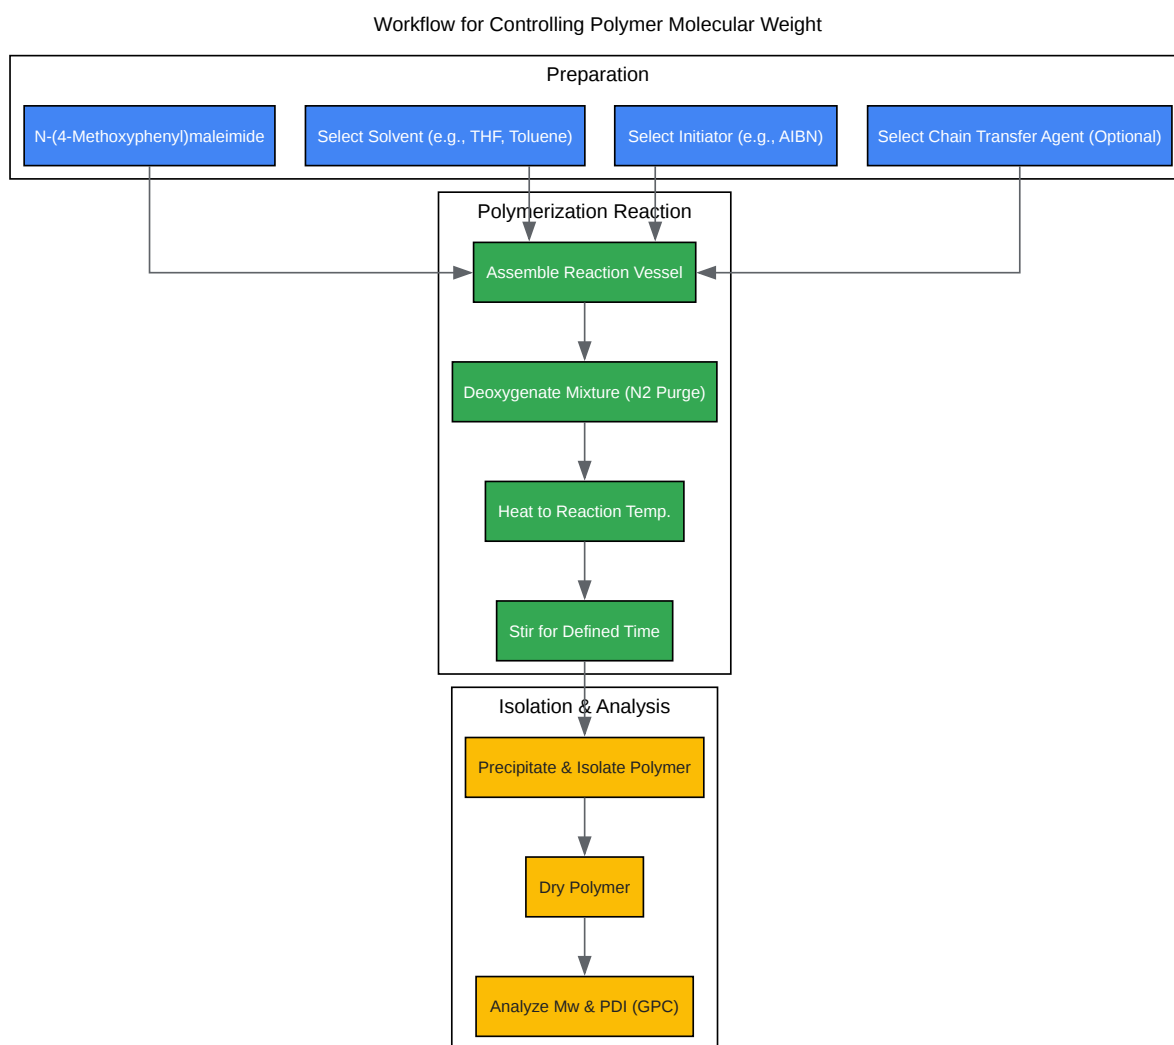 Workflow for Controlling Polymer Molecular Weight
Preparation
N-(4-Methoxyphenyl)maleimide
Select Solvent (e.g., THF, Toluene)
Select Initiator (e.g., AIBN)
Select Chain Transfer Agent (Optional)
Polymerization Reaction
Assemble Reaction Vessel
Deoxygenate Mixture (N2 Purge)
Heat to Reaction Temp.
Stir for Defined Time
Isolation & Analysis
Precipitate & Isolate Polymer
Dry Polymer
Analyze Mw & PDI (GPC)